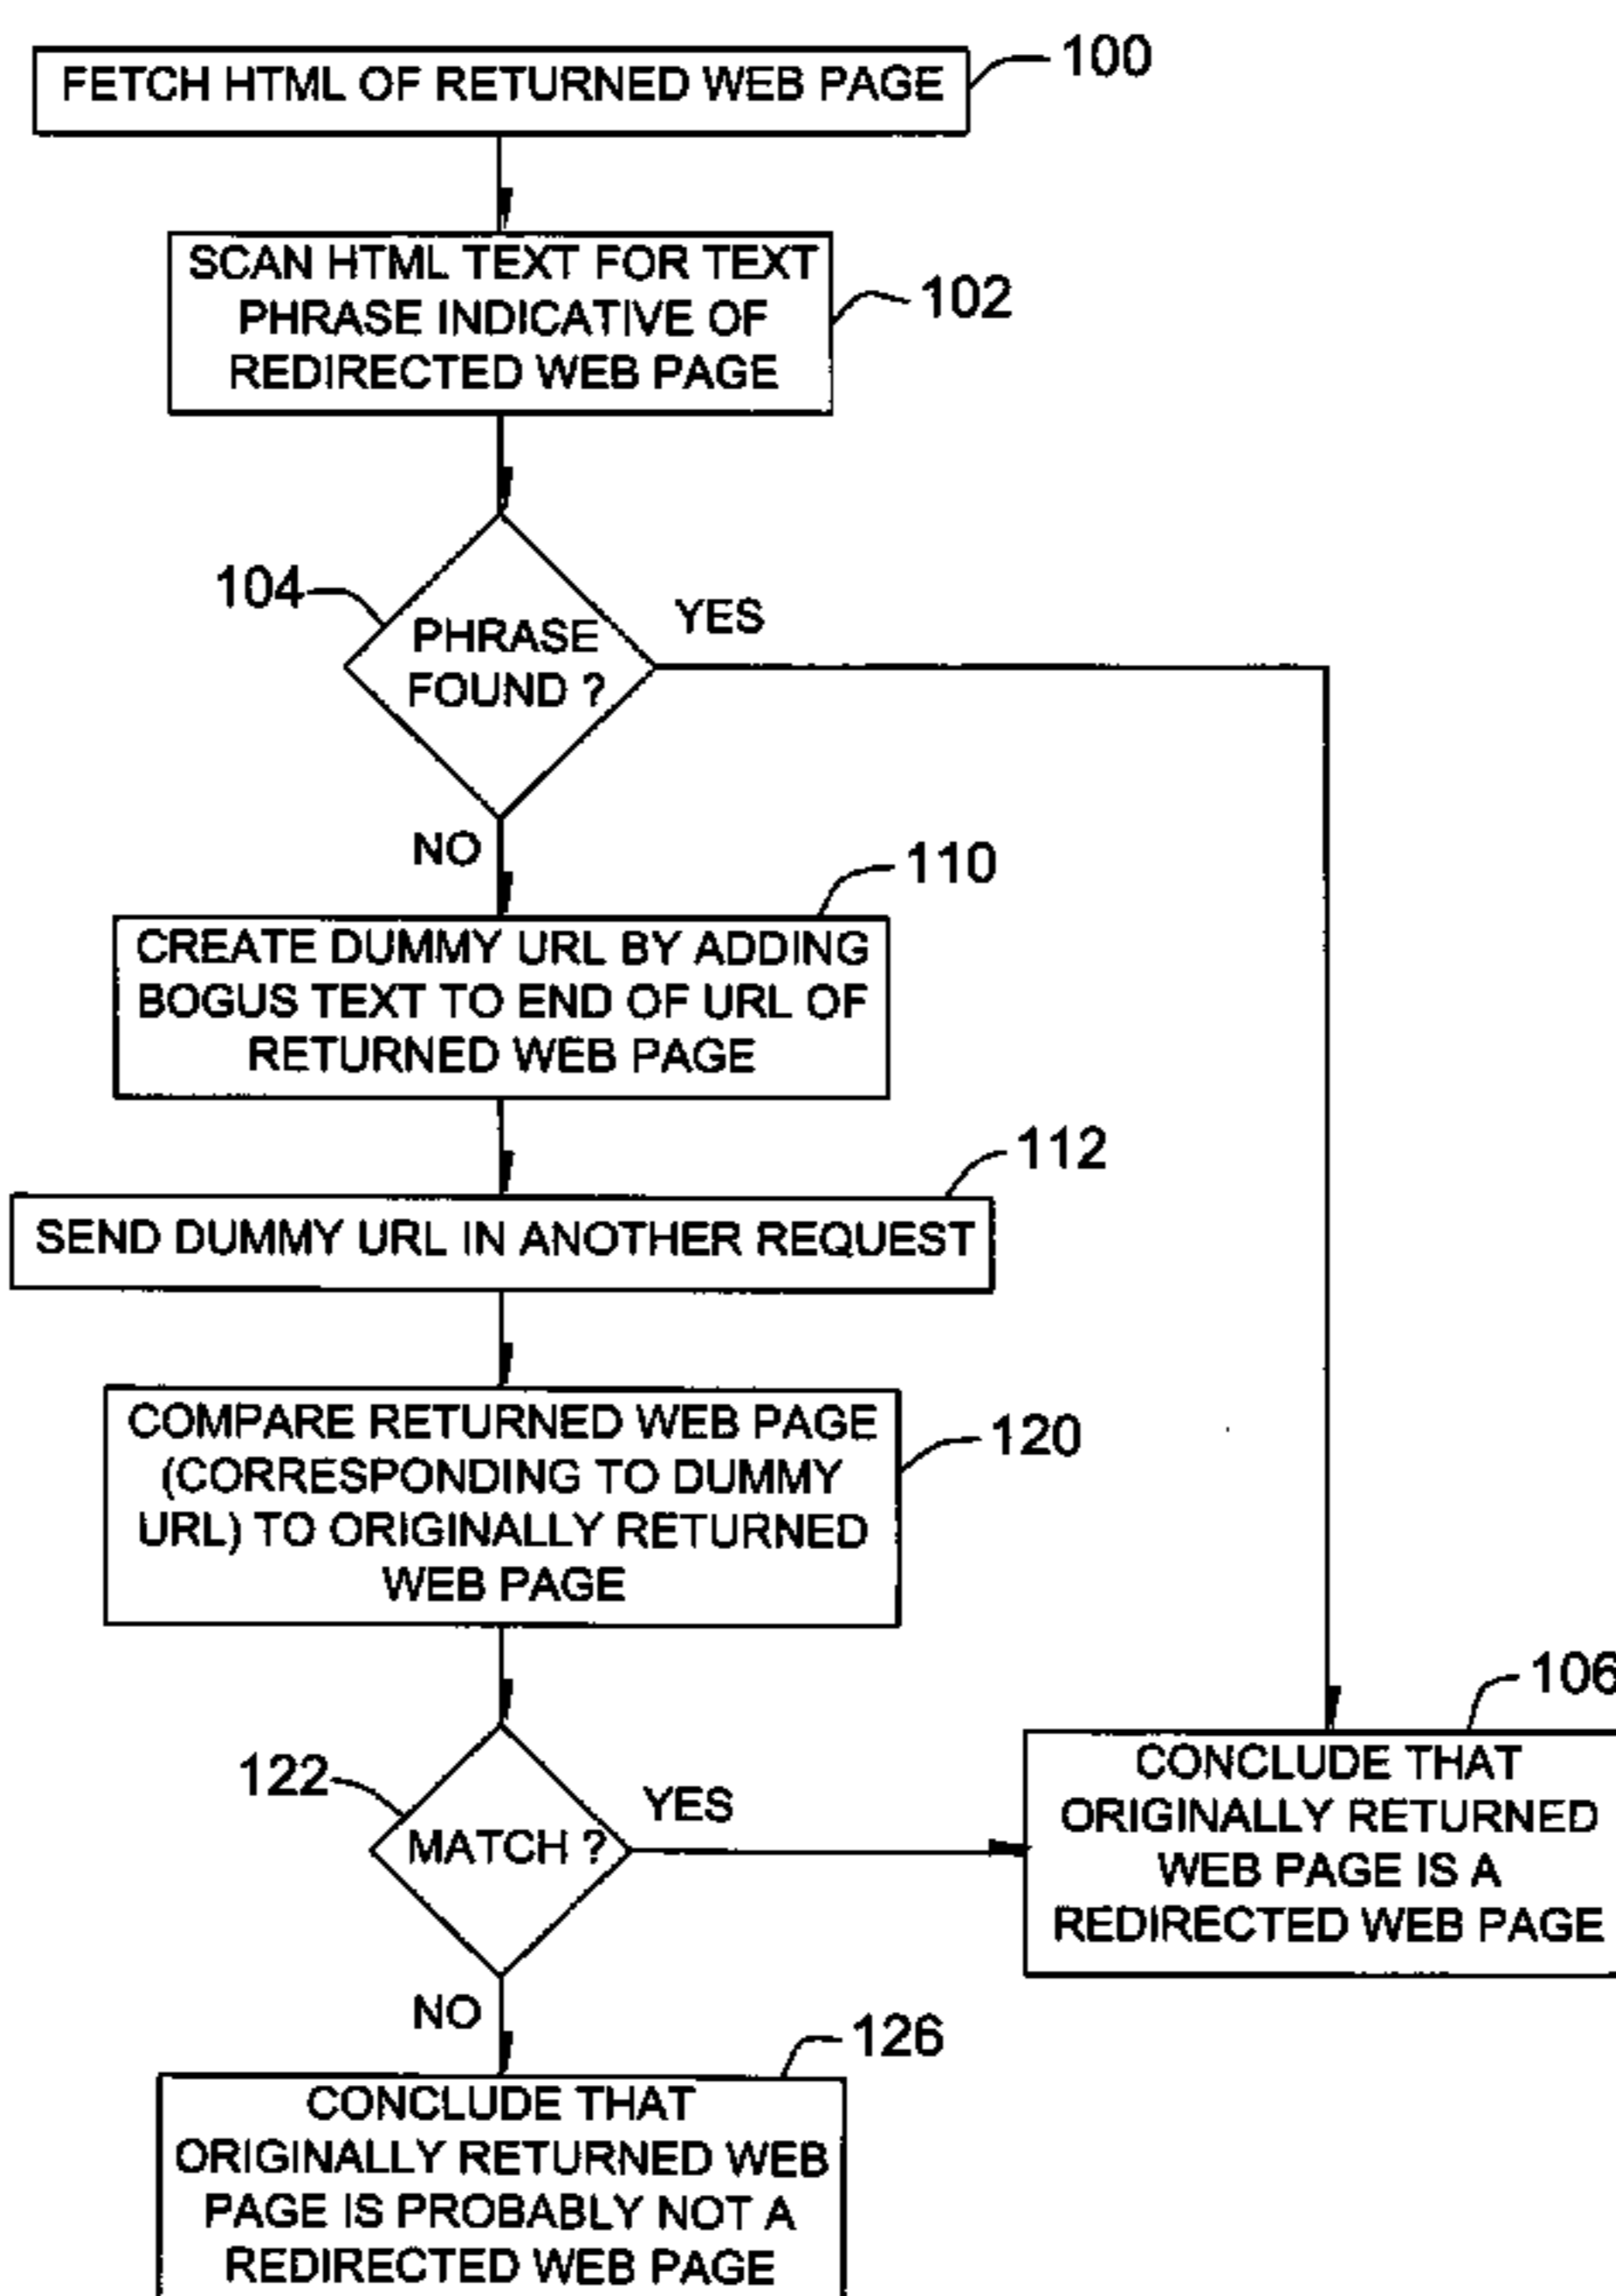 FETCH HTML OF RETURNED WEB PAGE
100
SCAN HTML TEXT FOR TEXT
PHRASE INDICATIVE OF
REDIRECTED WEB PAGE
102
104
PHRASE
FOUND ?
YES
NO
110
CREATE DUMMY URL BY ADDING
BOGUS TEXT TO END OF URL OF
RETURNED WEB PAGE
112
SEND DUMMY URL IN ANOTHER REQUEST
COMPARE RETURNED WEB PAGE
(CORRESPONDING TO DUMMY
URL) TO ORIGINALLY RETURNED
WEB PAGE
120
122
MATCH ?
YES
106
CONCLUDE THAT
ORIGINALLY RETURNED
WEB PAGE IS A
REDIRECTED WEB PAGE
NO
126
CONCLUDE THAT
ORIGINALLY RETURNED WEB
PAGE IS PROBABLY NOT A
REDIRECTED WEB PAGE